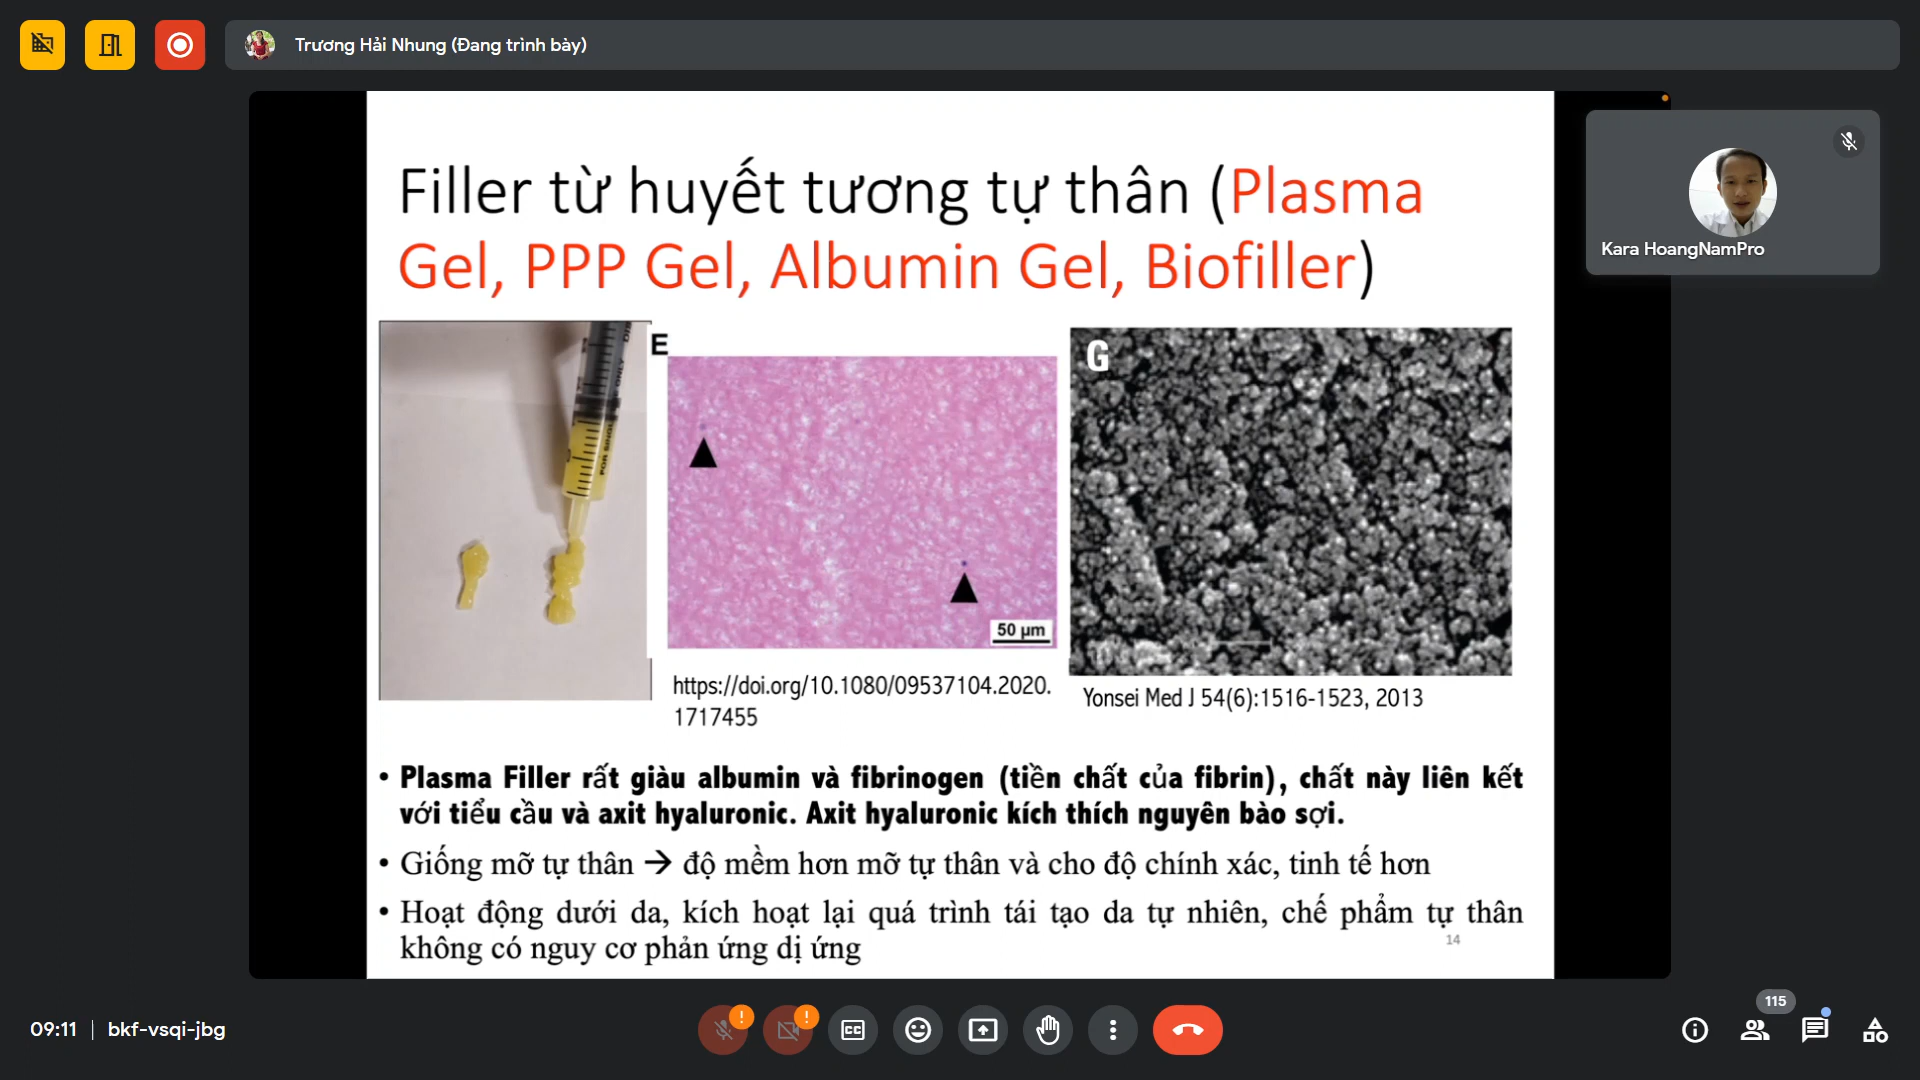 Trương Hải Nhung (Đang trình bày)
Kara HoangNamPro
Filler từ huyết tương tự thân (Plasma
Gel, PPP Gel, Albumin Gel, Biofiller)
E
G
50 µm
https://doi.org/10.1080/09537104.2020.
1717455
Yonsei Med J 54(6):1516-1523, 2013
• Plasma Filler rất giàu albumin và fibrinogen (tiền chất của fibrin), chất này liên kết
với tiểu cầu và axit hyaluronic. Axit hyaluronic kích thích nguyên bào sợi.
• Giống mỡ tự thân → độ mềm hơn mỡ tự thân và cho độ chính xác, tinh tế hơn
• Hoạt động dưới da, kích hoạt lại quá trình tái tạo da tự nhiên, chế phẩm tự thân
không có nguy cơ phản ứng dị ứng
14
09:11 | bkf-vsqi-jbg
115